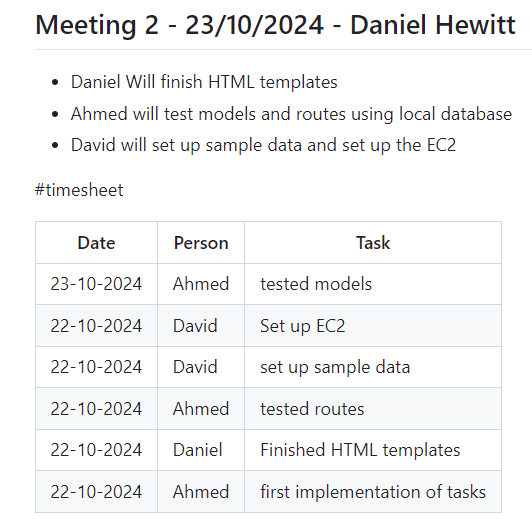 Meeting 2 - 23/10/2024 - Daniel Hewitt
Daniel Will finish HTML templates
Ahmed will test models and routes using local database
David will set up sample data and set up the EC2
#timesheet
Date Person Task
23-10-2024 Ahmed tested models
22-10-2024 David Set up EC2
22-10-2024 David set up sample data
22-10-2024 Ahmed tested routes
22-10-2024 Daniel Finished HTML templates
22-10-2024 Ahmed first implementation of tasks